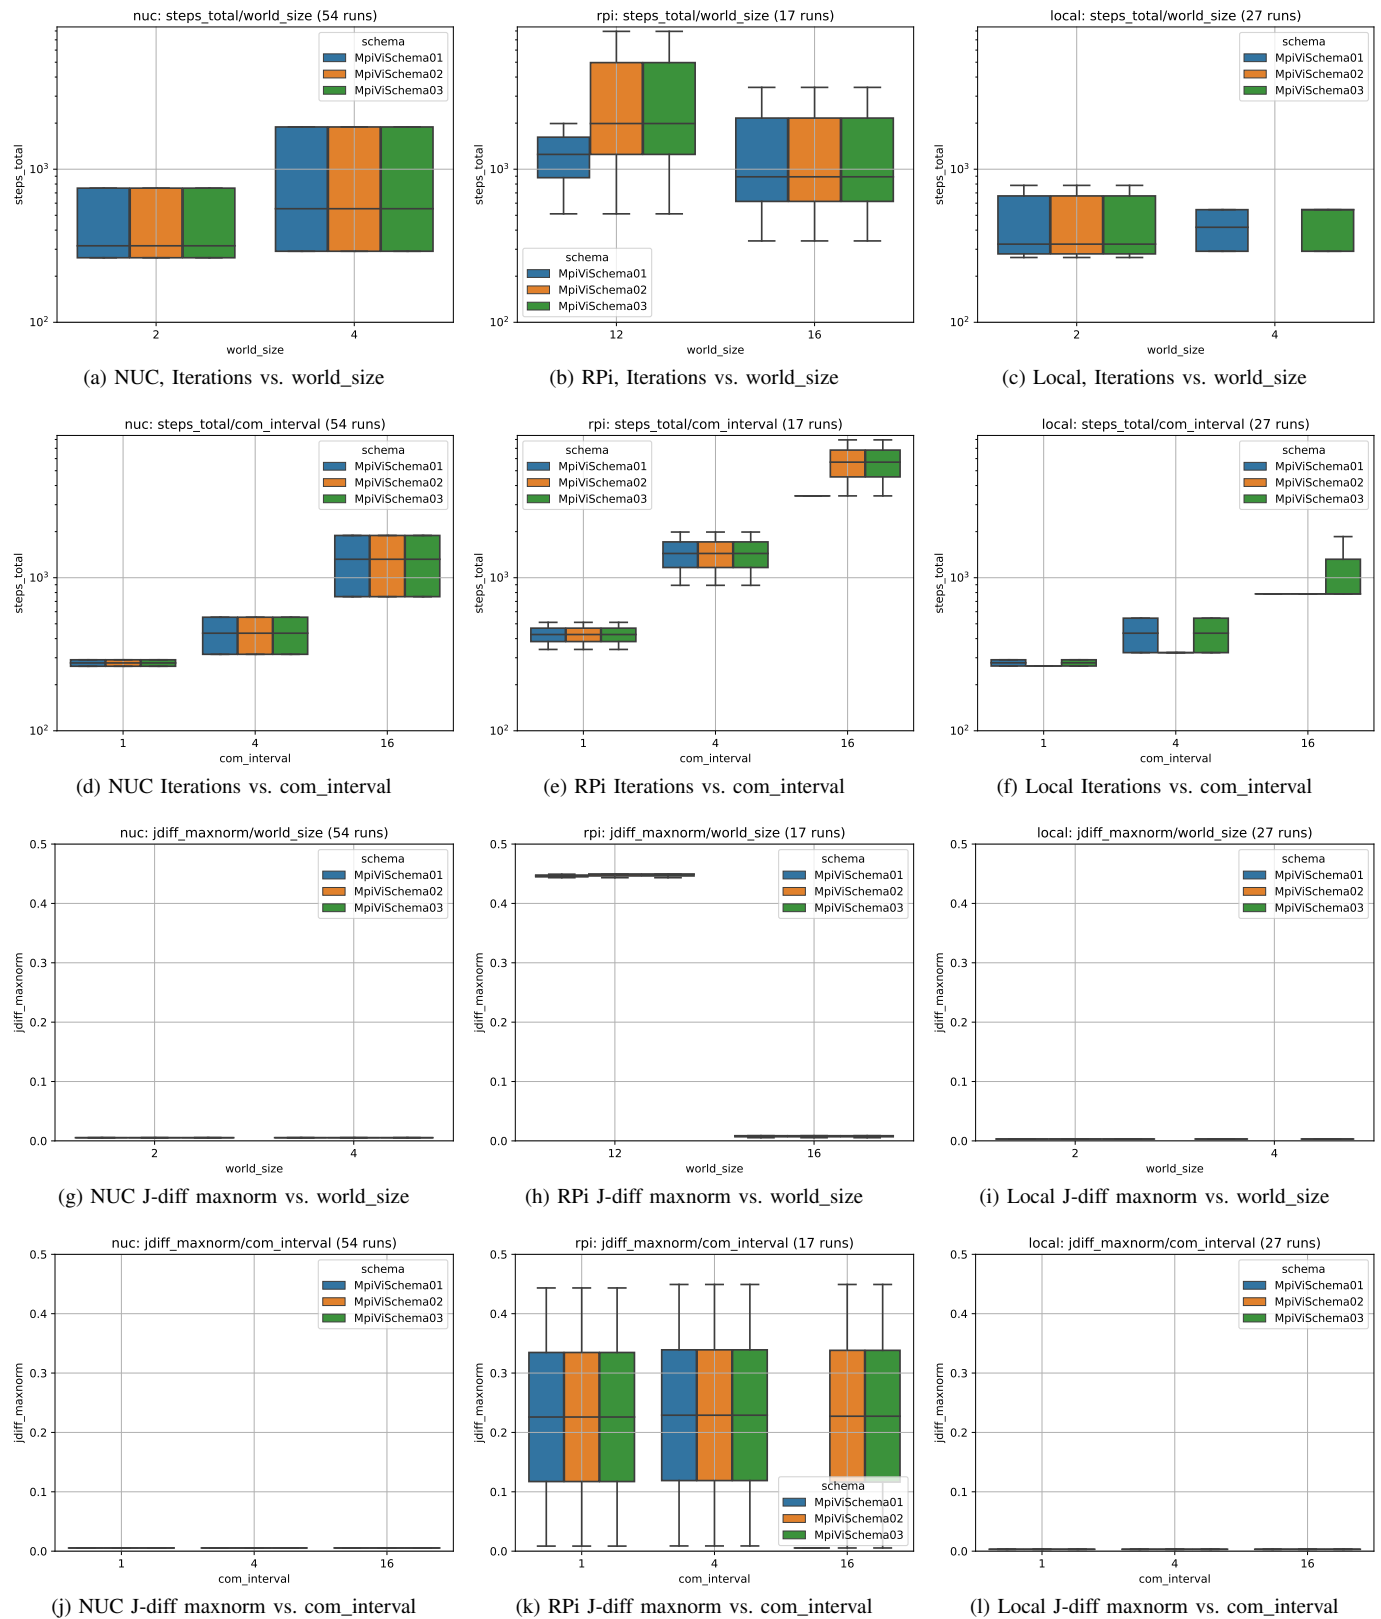 nuc: steps_total/world_size (54 runs)
steps_total
10³
10²
schema
MpiViSchema01
MpiViSchema02
MpiViSchema03
2 4
world_size
(a) NUC, Iterations vs. world_size
rpi: steps_total/world_size (17 runs)
steps_total
10³
10²
schema
MpiViSchema01
MpiViSchema02
MpiViSchema03
12 16
world_size
(b) RPi, Iterations vs. world_size
local: steps_total/world_size (27 runs)
steps_total
10³
10²
schema
MpiViSchema01
MpiViSchema02
MpiViSchema03
2 4
world_size
(c) Local, Iterations vs. world_size
nuc: steps_total/com_interval (54 runs)
steps_total
10³
10²
schema
MpiViSchema01
MpiViSchema02
MpiViSchema03
1 4 16
com_interval
(d) NUC Iterations vs. com_interval
rpi: steps_total/com_interval (17 runs)
steps_total
10³
10²
schema
MpiViSchema01
MpiViSchema02
MpiViSchema03
1 4 16
com_interval
(e) RPi Iterations vs. com_interval
local: steps_total/com_interval (27 runs)
steps_total
10³
10²
schema
MpiViSchema01
MpiViSchema02
MpiViSchema03
1 4 16
com_interval
(f) Local Iterations vs. com_interval
nuc: jdiff_maxnorm/world_size (54 runs)
jdiff_maxnorm
0.5
0.4
0.3
0.2
0.1
0.0
schema
MpiViSchema01
MpiViSchema02
MpiViSchema03
2 4
world_size
(g) NUC J-diff maxnorm vs. world_size
rpi: jdiff_maxnorm/world_size (17 runs)
jdiff_maxnorm
0.5
0.4
0.3
0.2
0.1
0.0
schema
MpiViSchema01
MpiViSchema02
MpiViSchema03
12 16
world_size
(h) RPi J-diff maxnorm vs. world_size
local: jdiff_maxnorm/world_size (27 runs)
jdiff_maxnorm
0.5
0.4
0.3
0.2
0.1
0.0
schema
MpiViSchema01
MpiViSchema02
MpiViSchema03
2 4
world_size
(i) Local J-diff maxnorm vs. world_size
nuc: jdiff_maxnorm/com_interval (54 runs)
jdiff_maxnorm
0.5
0.4
0.3
0.2
0.1
0.0
schema
MpiViSchema01
MpiViSchema02
MpiViSchema03
1 4 16
com_interval
(j) NUC J-diff maxnorm vs. com_interval
rpi: jdiff_maxnorm/com_interval (17 runs)
jdiff_maxnorm
0.5
0.4
0.3
0.2
0.1
0.0
schema
MpiViSchema01
MpiViSchema02
MpiViSchema03
1 4 16
com_interval
(k) RPi J-diff maxnorm vs. com_interval
local: jdiff_maxnorm/com_interval (27 runs)
jdiff_maxnorm
0.5
0.4
0.3
0.2
0.1
0.0
schema
MpiViSchema01
MpiViSchema02
MpiViSchema03
1 4 16
com_interval
(l) Local J-diff maxnorm vs. com_interval